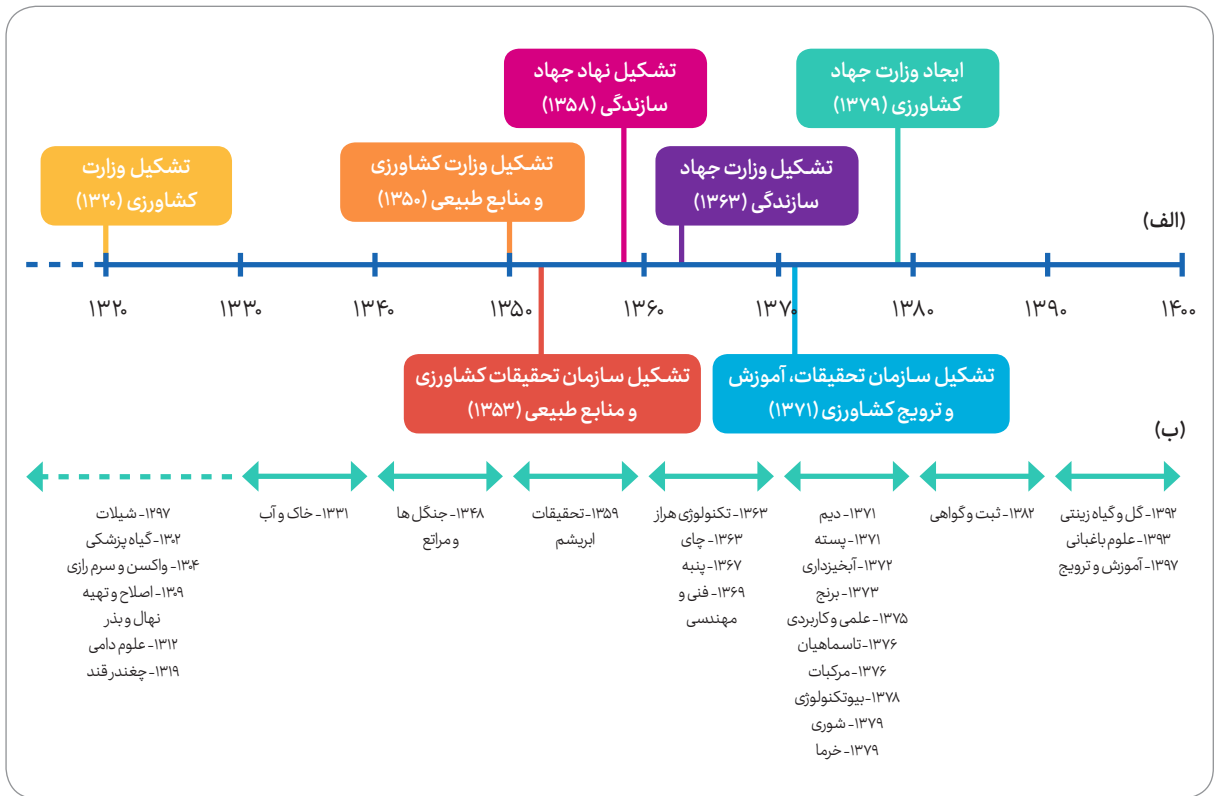 تشکیل نهاد جهاد
سازندگی (۱۳۵۸)
ایجاد وزارت جهاد
کشاورزی (۱۳۷۹)
تشکیل وزارت
کشاورزی (۱۳۲۰)
تشکیل وزارت کشاورزی
و منابع طبیعی (۱۳۵۰)
تشکیل وزارت جهاد
سازندگی (۱۳۶۳)
(الف)
۱۳۲۰
۱۳۳۰
۱۳۴۰
۱۳۵۰
۱۳۶۰
۱۳۷۰
۱۳۸۰
۱۳۹۰
۱۴۰۰
تشکیل سازمان تحقیقات کشاورزی
و منابع طبیعی (۱۳۵۳)
تشکیل سازمان تحقیقات، آموزش
و ترویج کشاورزی (۱۳۷۱)
(ب)
۱۲۹۷- شیلات
۱۳۰۲- گیاه پزشکی
۱۳۰۴- واکسن و سرم رازی
۱۳۰۹- اصلاح و تهیه
نهال و بذر
۱۳۱۲- علوم دامی
۱۳۱۹- چغندر قند
۱۳۳۱- خاک و آب
۱۳۴۸- جنگل ها
و مراتع
۱۳۵۹- تحقیقات
ابریشم
۱۳۶۳- تکنولوژی هراز
۱۳۶۳- چای
۱۳۶۷- پنبه
۱۳۶۹- فنی و
مهندسی
۱۳۷۱- دیم
۱۳۷۱- پسته
۱۳۷۲- آبخیزداری
۱۳۷۳- برنج
۱۳۷۵- علمی و کاربردی
۱۳۷۶- تاسماهیان
۱۳۷۶- مرکبات
۱۳۷۸- بیوتکنولوژی
۱۳۷۹- شوری
۱۳۷۹- خرما
۱۳۸۲- ثبت و گواهی
۱۳۹۲- گل و گیاه زینتی
۱۳۹۳- علوم باغبانی
۱۳۹۷- آموزش و ترویج